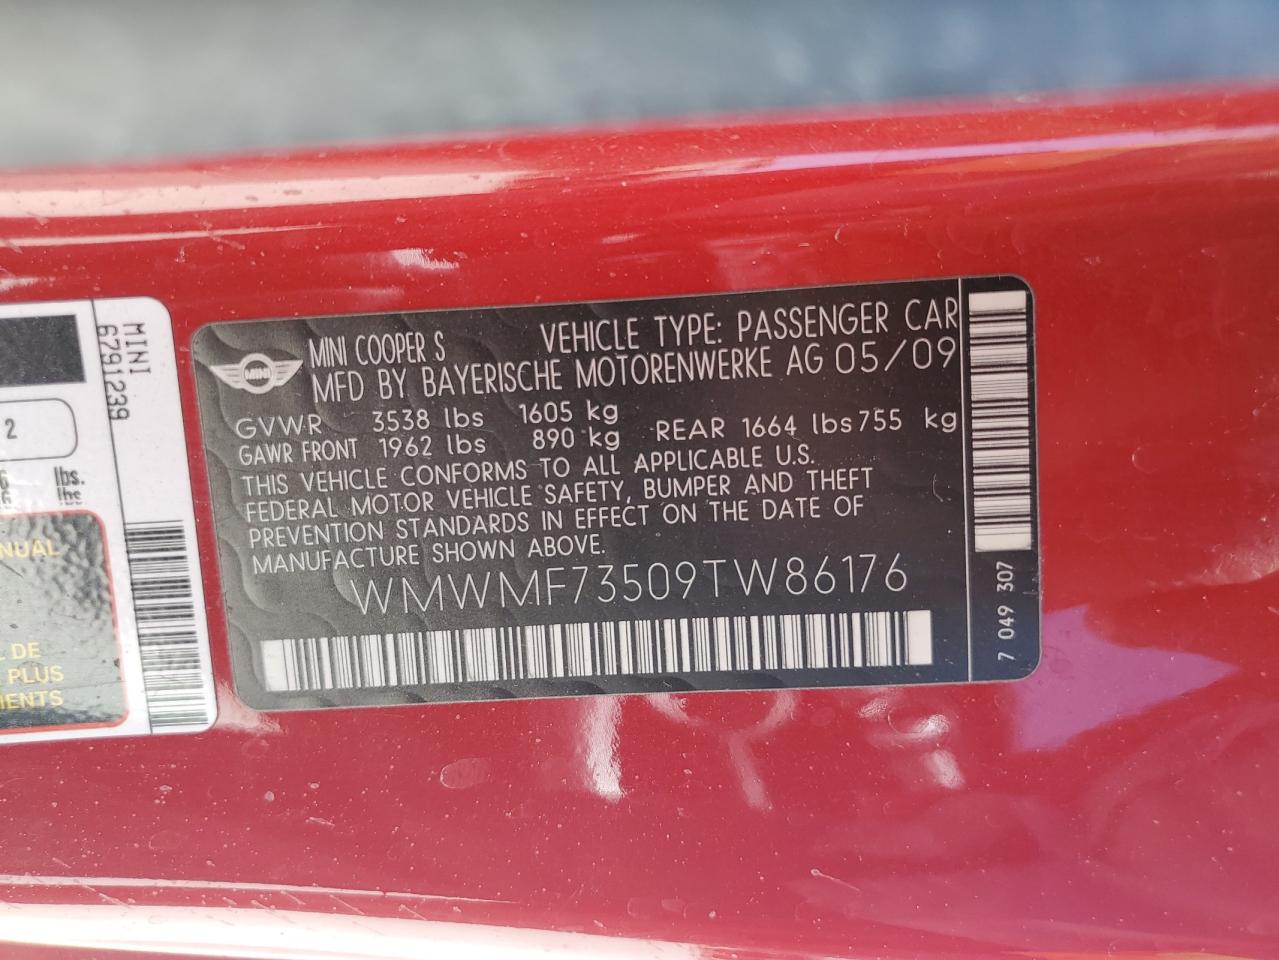 MINI
MINI COOPER S VEHICLE TYPE: PASSENGER CAR
MFD BY BAYERISCHE MOTORENWERKE AG 05/09
GVWR 3538 lbs 1605 kg
GAWR FRONT 1962 lbs 890 kg REAR 1664 lbs 755 kg
THIS VEHICLE CONFORMS TO ALL APPLICABLE U.S.
FEDERAL MOTOR VEHICLE SAFETY, BUMPER AND THEFT
PREVENTION STANDARDS IN EFFECT ON THE DATE OF
MANUFACTURE SHOWN ABOVE.
WMWMF73509TW86176
7 049 307
MINI
6791239
2
lbs.
lbs
NUAL
DE
PLUS